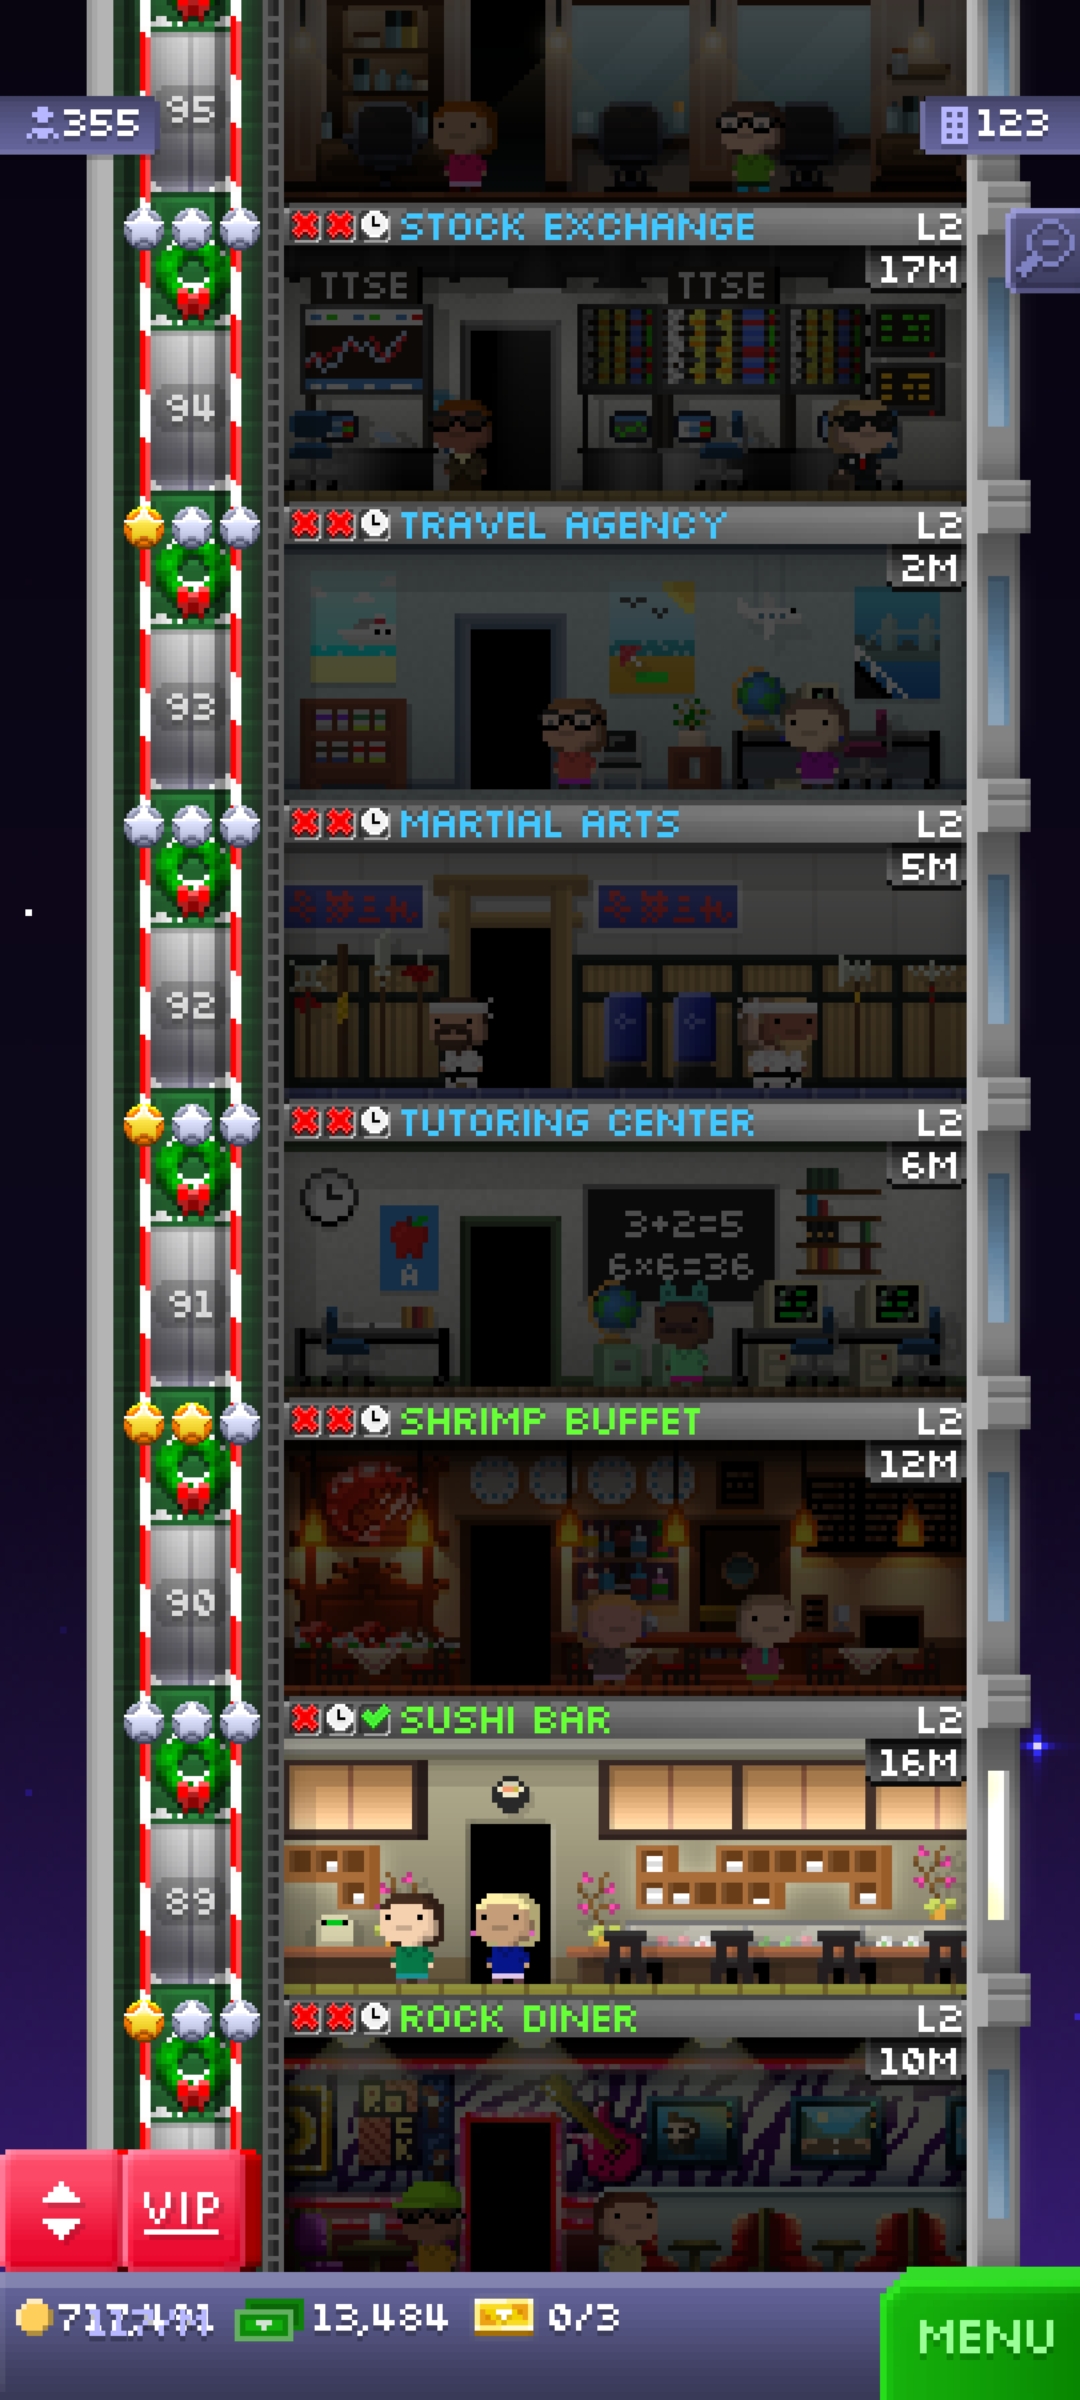 95
355
123
STOCK EXCHANGE L2
17M
TTSE TTSE
94
TRAVEL AGENCY L2
2M
93
MARTIAL ARTS L2
5M
92
TUTORING CENTER L2
6M
3+2=5
6x6=36
A
91
SHRIMP BUFFET L2
12M
90
SUSHI BAR L2
16M
89
ROCK DINER L2
10M
ROCK
VIP
13,484
0/3
MENU